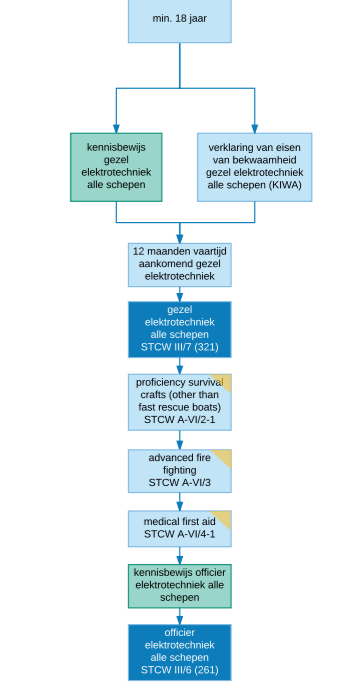 min. 18 jaar
kennisbewijs
gezel
elektrotechniek
alle schepen
verklaring van eisen
van bekwaamheid
gezel elektrotechniek
alle schepen (KIWA)
12 maanden vaartijd
aankomend gezel
elektrotechniek
gezel
elektrotechniek
alle schepen
STCW III/7 (321)
proficiency survival
crafts (other than
fast rescue boats)
STCW A-VI/2-1
advanced fire
fighting
STCW A-VI/3
medical first aid
STCW A-VI/4-1
kennisbewijs officier
elektrotechniek alle
schepen
officier
elektrotechniek
alle schepen
STCW III/6 (261)